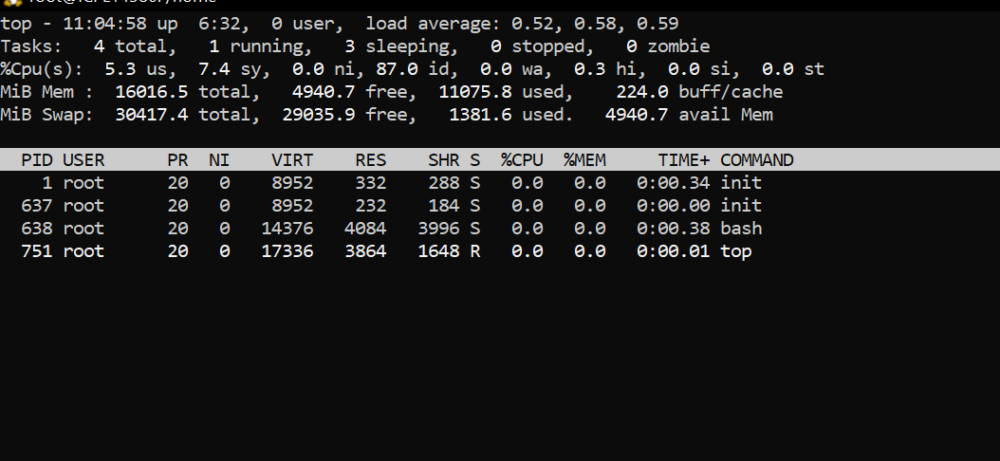 top - 11:04:58 up  6:32,  0 user,  load average: 0.52, 0.58, 0.59
Tasks:   4 total,   1 running,   3 sleeping,   0 stopped,   0 zombie
%Cpu(s):  5.3 us,  7.4 sy,  0.0 ni, 87.0 id,  0.0 wa,  0.3 hi,  0.0 si,  0.0 st
MiB Mem :  16016.5 total,   4940.7 free,  11075.8 used,    224.0 buff/cache
MiB Swap:  30417.4 total,  29035.9 free,   1381.6 used.   4940.7 avail Mem
PID USER      PR  NI    VIRT    RES    SHR S  %CPU  %MEM     TIME+ COMMAND
1 root      20   0    8952    332    288 S   0.0   0.0   0:00.34 init
637 root      20   0    8952    232    184 S   0.0   0.0   0:00.00 init
638 root      20   0   14376   4084   3996 S   0.0   0.0   0:00.38 bash
751 root      20   0   17336   3864   1648 R   0.0   0.0   0:00.01 top